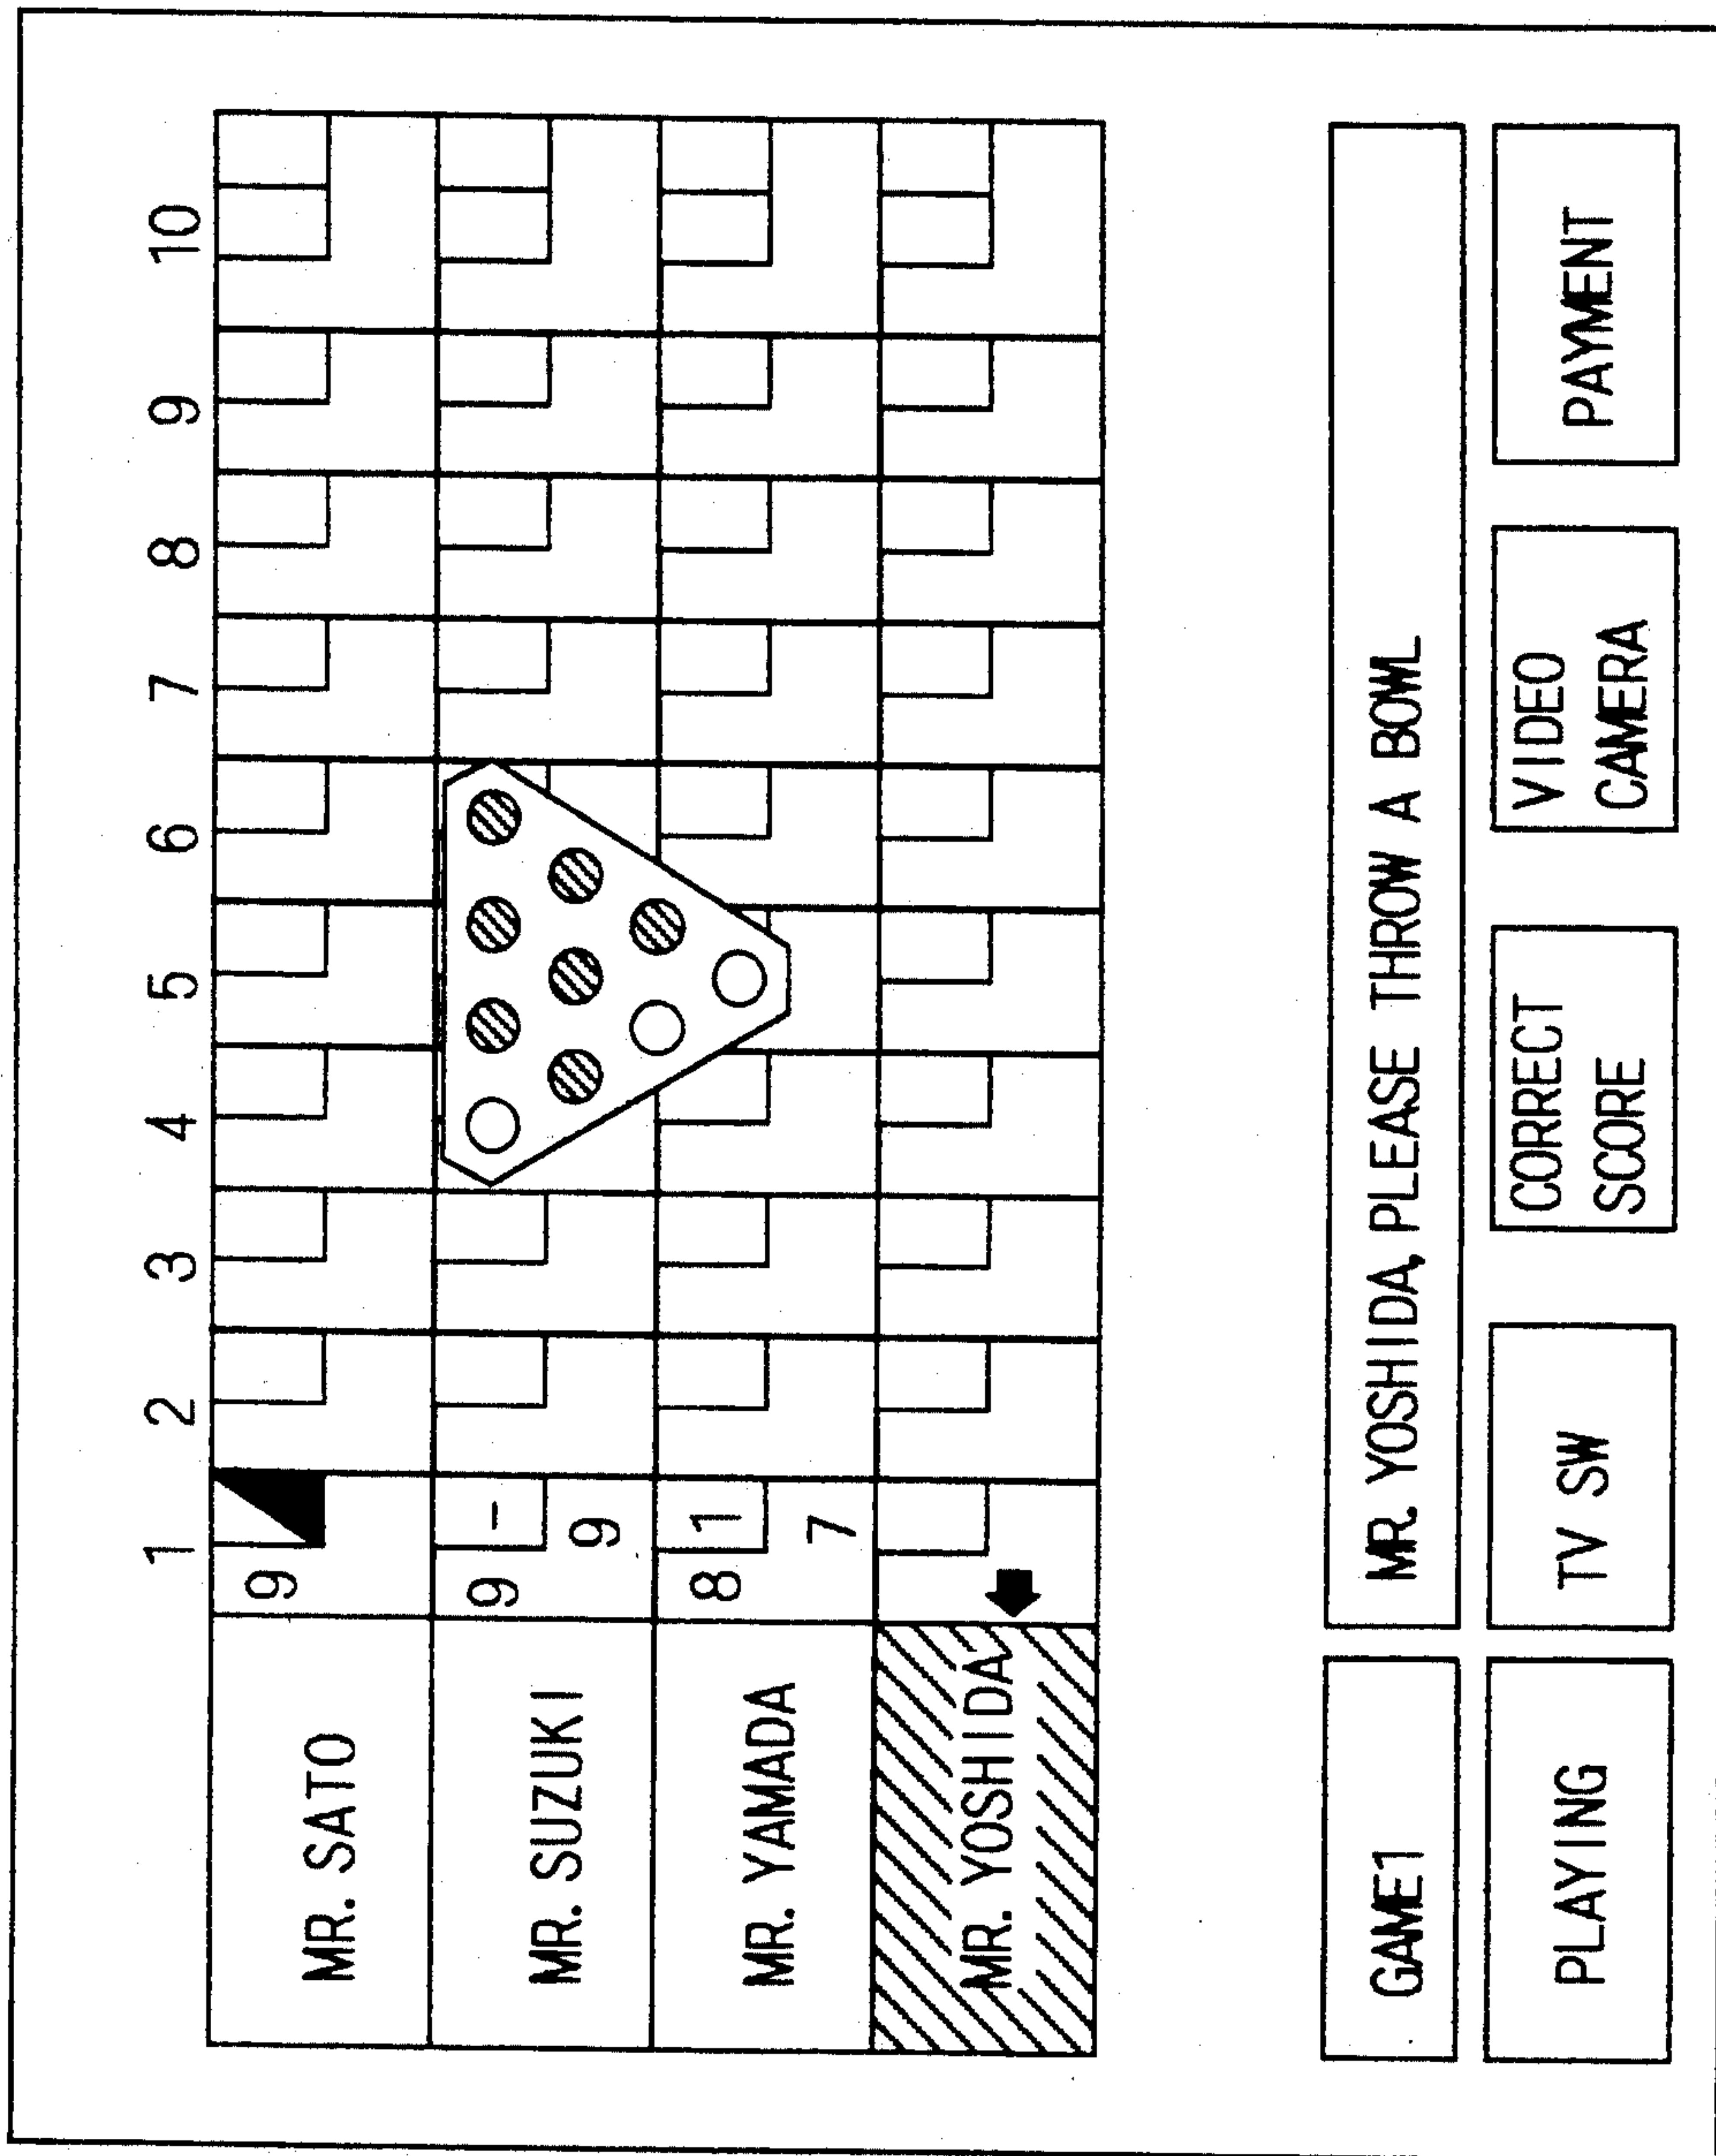 1 2 3 4 5 6 7 8 9 10
MR. SATO 9
MR. SUZUKI 9 -
9
MR. YAMADA 8 1
7
MR. YOSHIDA
GAME1 MR. YOSHIDA, PLEASE THROW A BOWL
PLAYING TV SW CORRECT SCORE VIDEO CAMERA PAYMENT